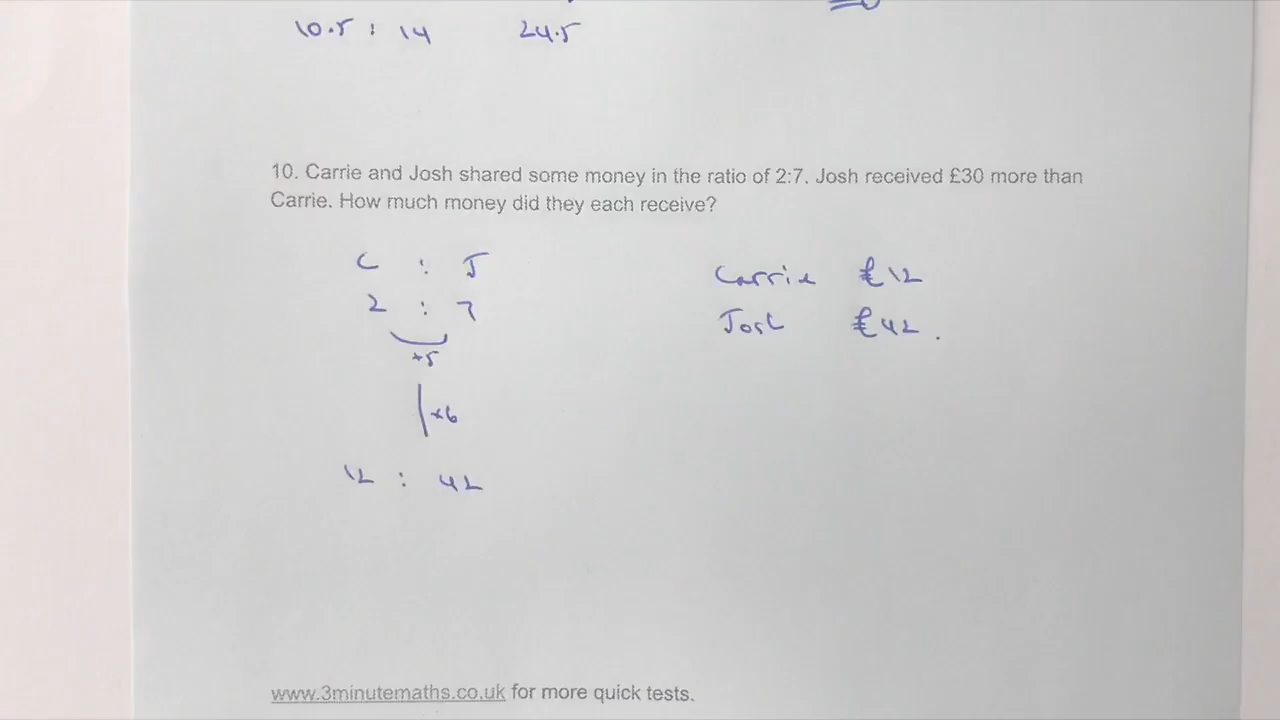 10.5 : 14 24.5
10. Carrie and Josh shared some money in the ratio of 2:7. Josh received £30 more than
Carrie. How much money did they each receive?
C : J
2 : 7
+5
×6
12 : 42
Carrie £12
Josh £42.
www.3minutemaths.co.uk for more quick tests.